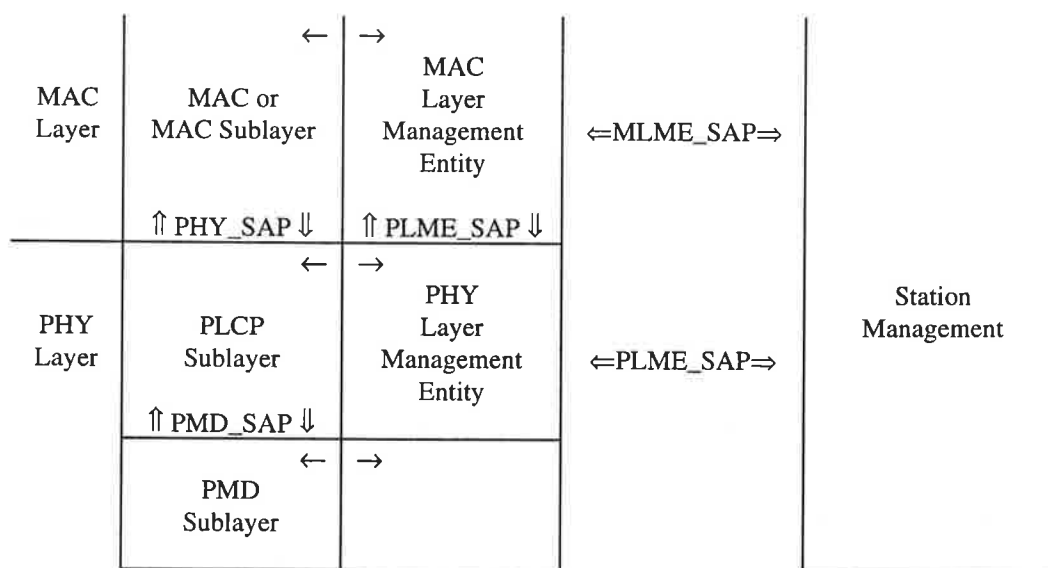 ← →
MAC
Layer
MAC or
MAC Sublayer
MAC
Layer
Management
Entity
⇐MLME_SAP⇒
⇑ PHY_SAP ⇓
⇑ PLME_SAP ⇓
← →
PHY
Layer
PLCP
Sublayer
PHY
Layer
Management
Entity
⇐PLME_SAP⇒
Station
Management
⇑ PMD_SAP ⇓
← →
PMD
Sublayer